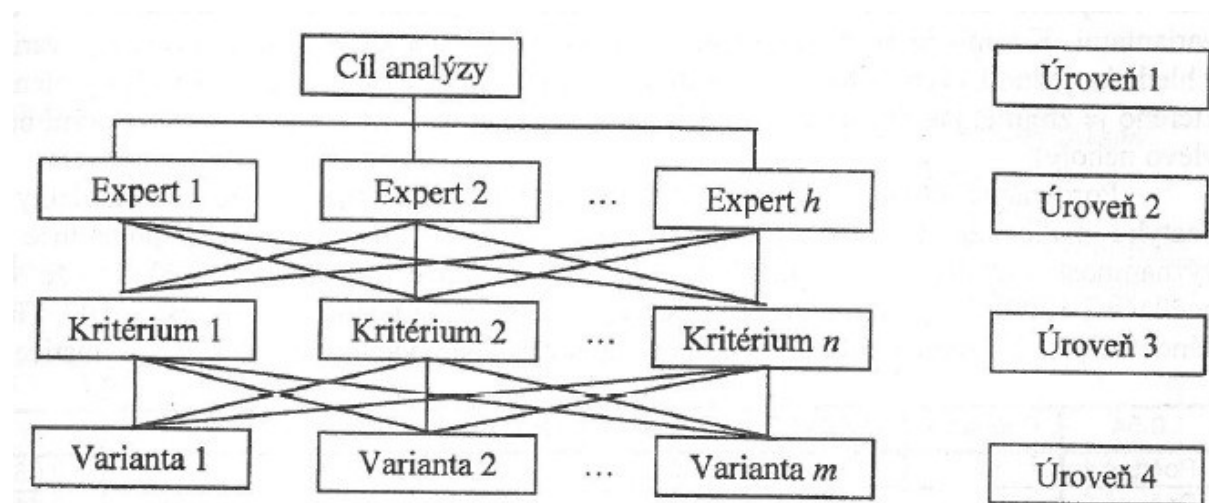 Cíl analýzy
Úroveň 1
Expert 1
Expert 2
...
Expert h
Úroveň 2
Kritérium 1
Kritérium 2
...
Kritérium n
Úroveň 3
Varianta 1
Varianta 2
...
Varianta m
Úroveň 4